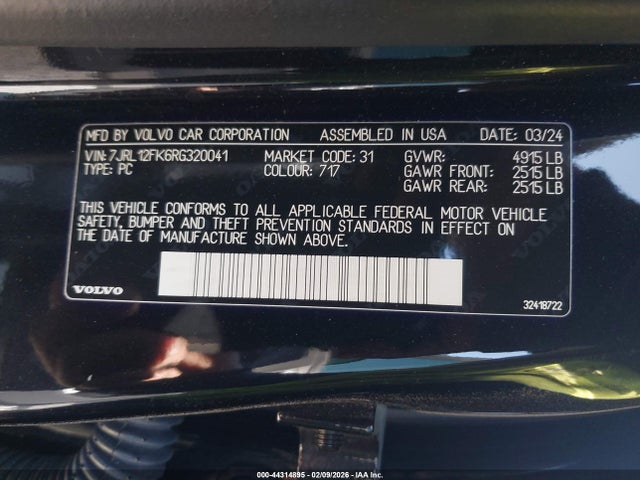 MFD BY VOLVO CAR CORPORATION ASSEMBLED IN USA DATE: 03/24
VIN: 7JRL12FK6RG320041 MARKET CODE: 31 GVWR: 4915 LB
TYPE: PC COLOUR: 717 GAWR FRONT: 2515 LB
GAWR REAR: 2515 LB
THIS VEHICLE CONFORMS TO ALL APPLICABLE FEDERAL MOTOR VEHICLE
SAFETY, BUMPER AND THEFT PREVENTION STANDARDS IN EFFECT ON
THE DATE OF MANUFACTURE SHOWN ABOVE.
VOLVO 32418722
000-44314895 - 02/09/2026 - IAA Inc.